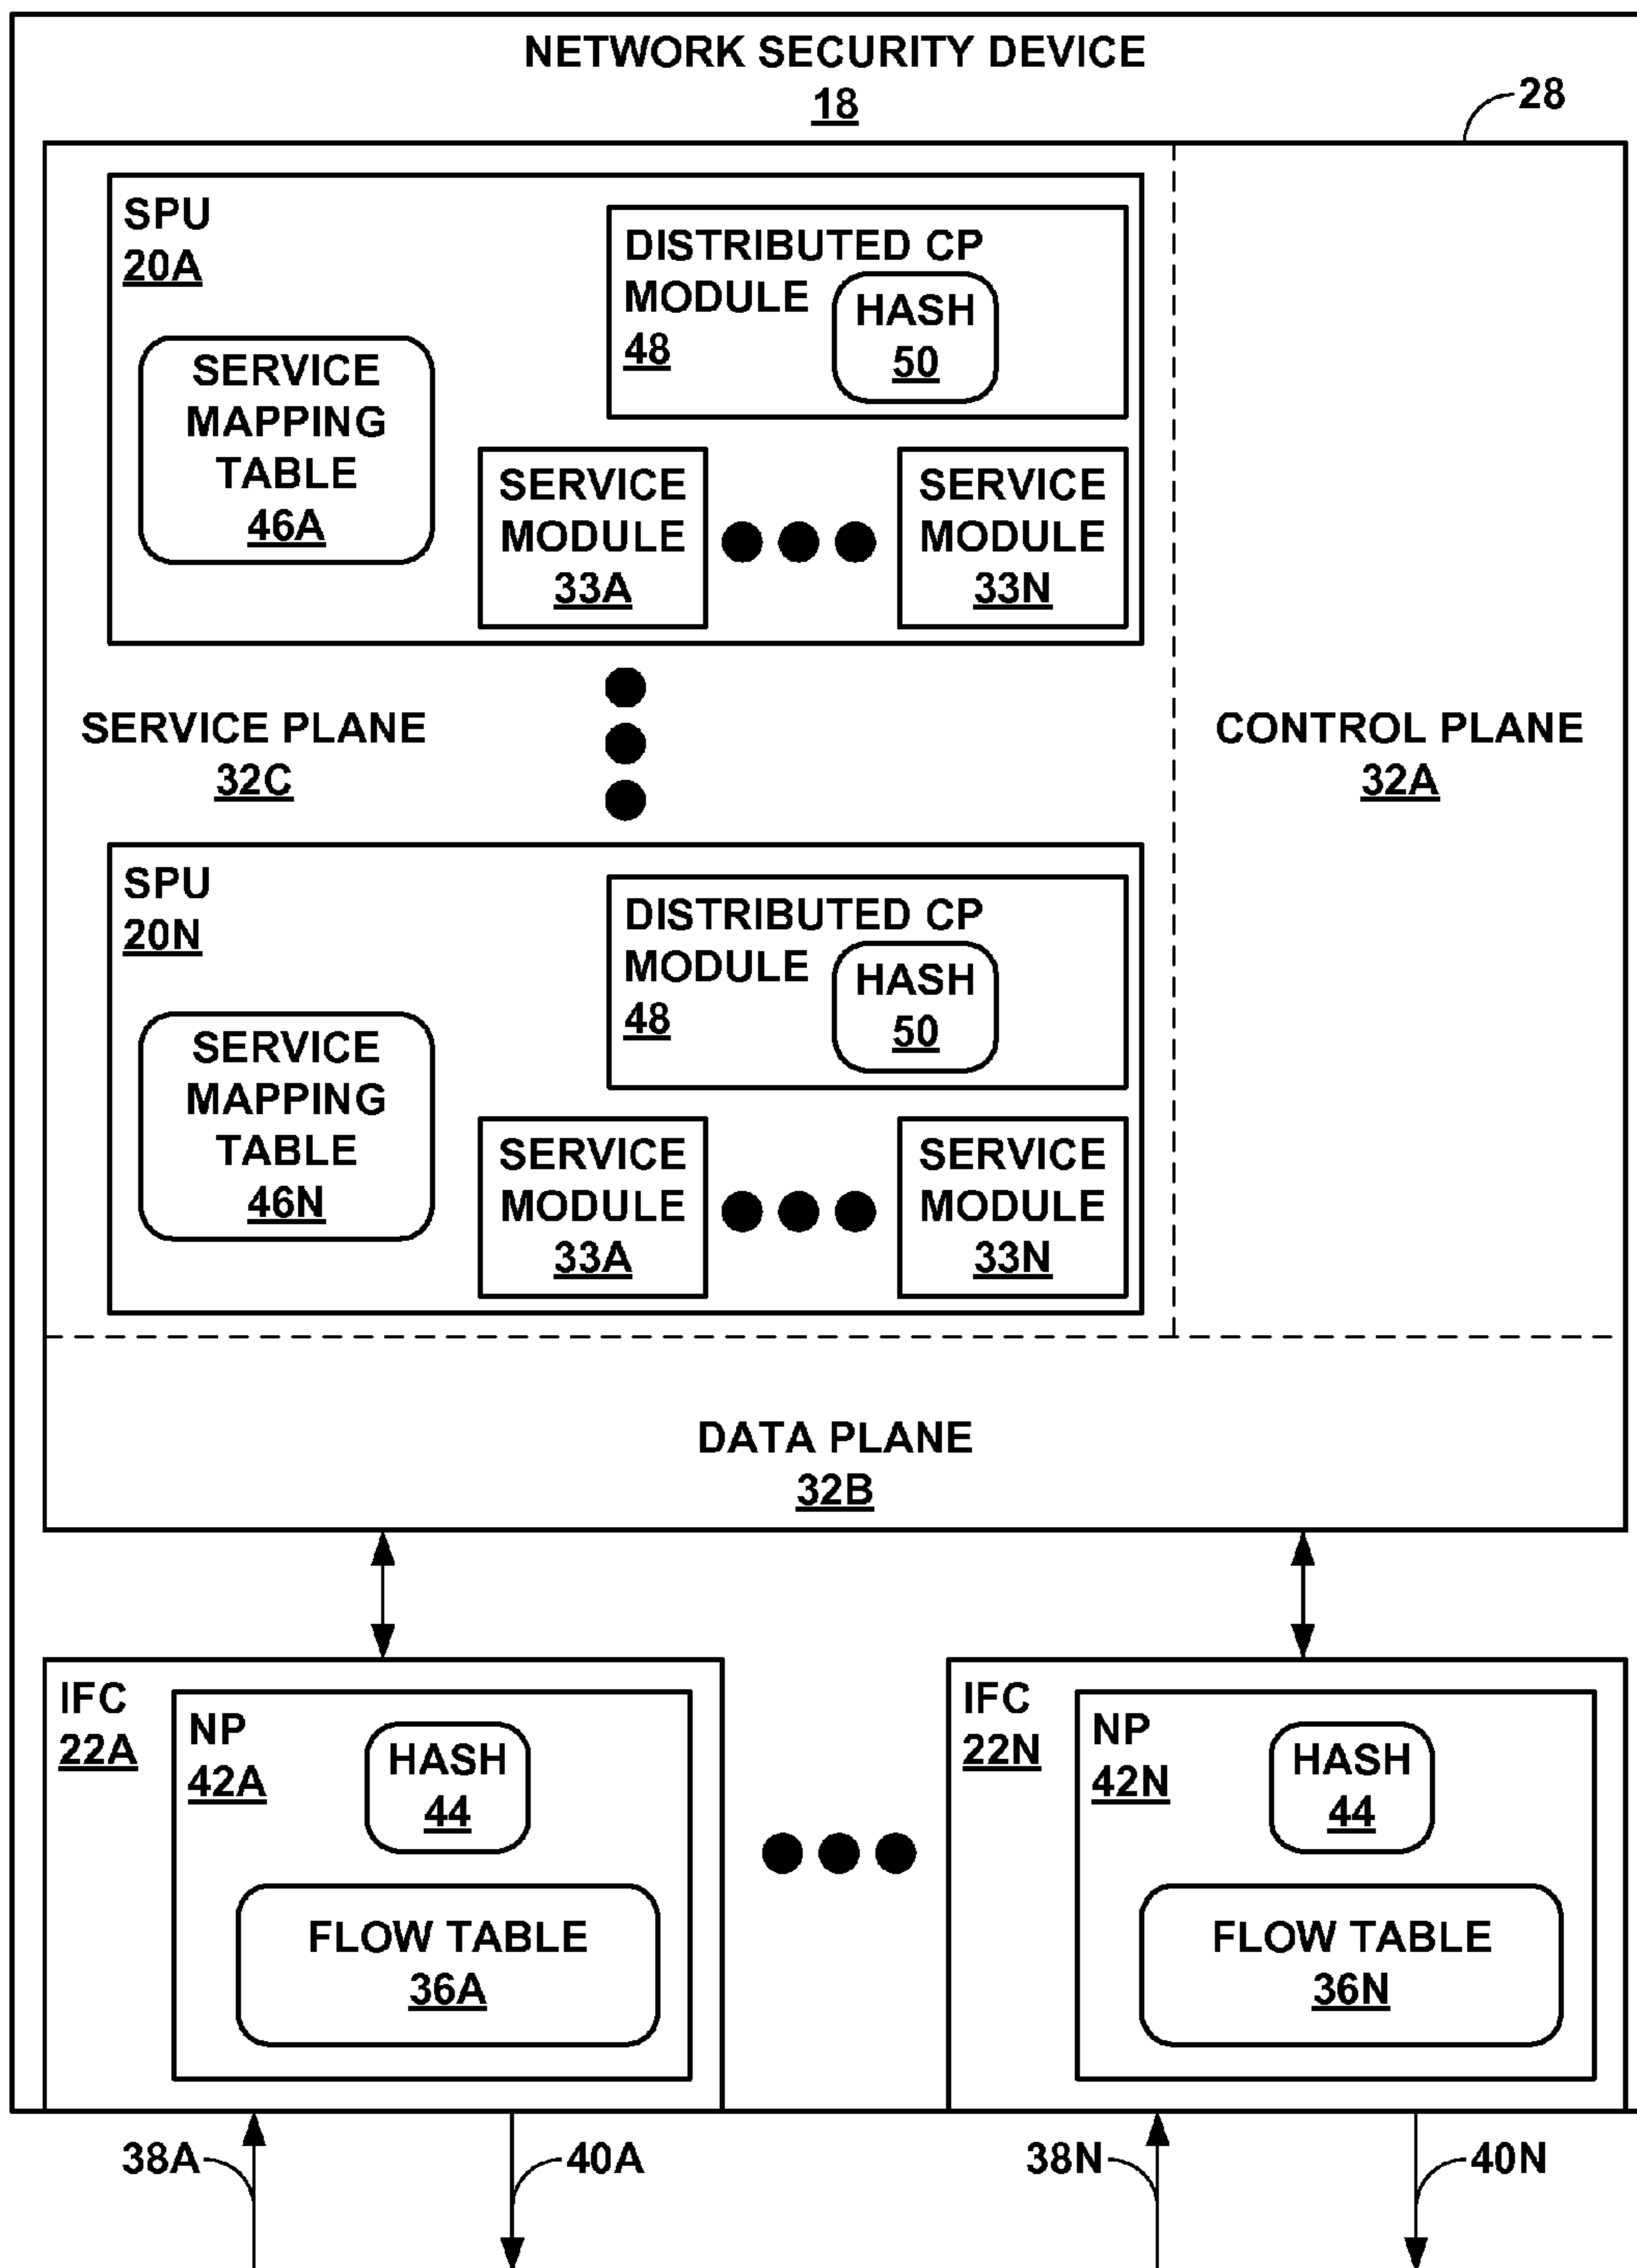 NETWORK SECURITY DEVICE
18
28
SPU
20A
DISTRIBUTED CP
MODULE
48
HASH
50
SERVICE
MAPPING
TABLE
46A
SERVICE
MODULE
33A
SERVICE
MODULE
33N
SERVICE PLANE
32C
CONTROL PLANE
32A
SPU
20N
DISTRIBUTED CP
MODULE
48
HASH
50
SERVICE
MAPPING
TABLE
46N
SERVICE
MODULE
33A
SERVICE
MODULE
33N
DATA PLANE
32B
IFC
22A
NP
42A
HASH
44
FLOW TABLE
36A
IFC
22N
NP
42N
HASH
44
FLOW TABLE
36N
38A
40A
38N
40N